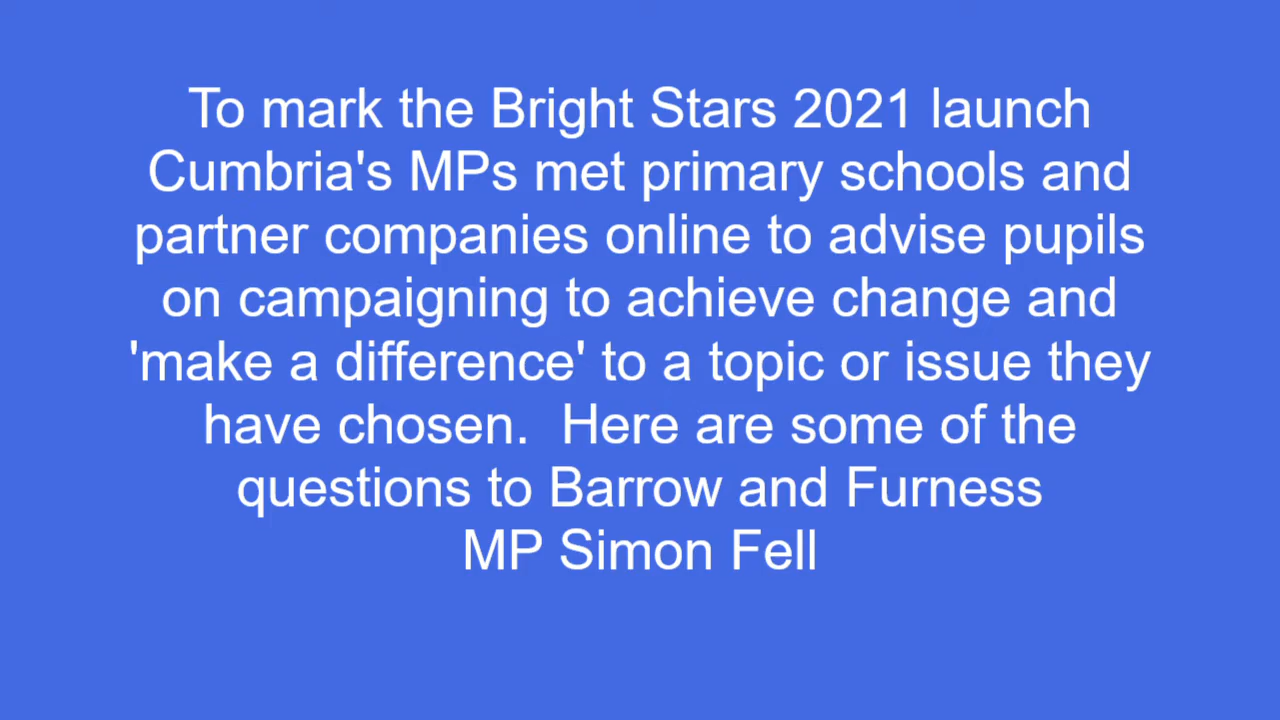 To mark the Bright Stars 2021 launch
Cumbria's MPs met primary schools and
partner companies online to advise pupils
on campaigning to achieve change and
'make a difference' to a topic or issue they
have chosen.  Here are some of the
questions to Barrow and Furness
MP Simon Fell